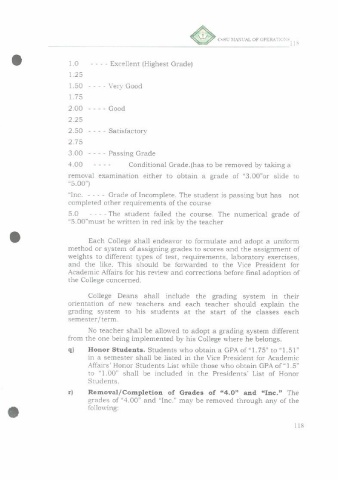 MANUAL OF OPERATIONS
1.0 - - - - Excellent (Highest Grade)
1.25
1.50 - - - - Very Good
1.75
2.00 - - - - Good
2.25
2.50 - - - - Satisfactory
2.75
3.00 - - - - Passing Grade
4.00 - - - - Conditional Grade.(has to be removed by taking a
removal examination either to obtain a grade of "3.00"or slide to
"5.00")
"Inc. - - - - Grade of Incomplete. The student is passing but has not
completed other requirements of the course
5.0 - - - - The student failed the course. The numerical grade of
"5.00"must be written in red ink by the teacher
Each College shall endeavor to formulate and adopt a uniform
method or system of assigning grades to scores and the assignment of
weights to different types of test, requirements, laboratory exercises,
and the like. This should be forwarded to the Vice President for
Academic Affairs for his review and corrections before final adoption of
the College concerned.
College Deans shall include the grading system in their
orientation of new teachers and each teacher should explain the
grading system to his students at the start of the classes each
semester/term.
No teacher shall be allowed to adopt a grading system different
from the one being implemented by his College where he belongs.
q) Honor Students. Students who obtain a GPA of "1.75" to "1.51"
in a semester shall be listed in the Vice President for Academic
Affairs' Honor Students List while those who obtain GPA of "1.5"
to "1.00" shall be included in the Presidents' List of Honor
Students.
r) Removal/Completion of Grades of "4.0" and "Inc." The
grades of "4.00" and "Inc." may be removed through any of the
following:
118